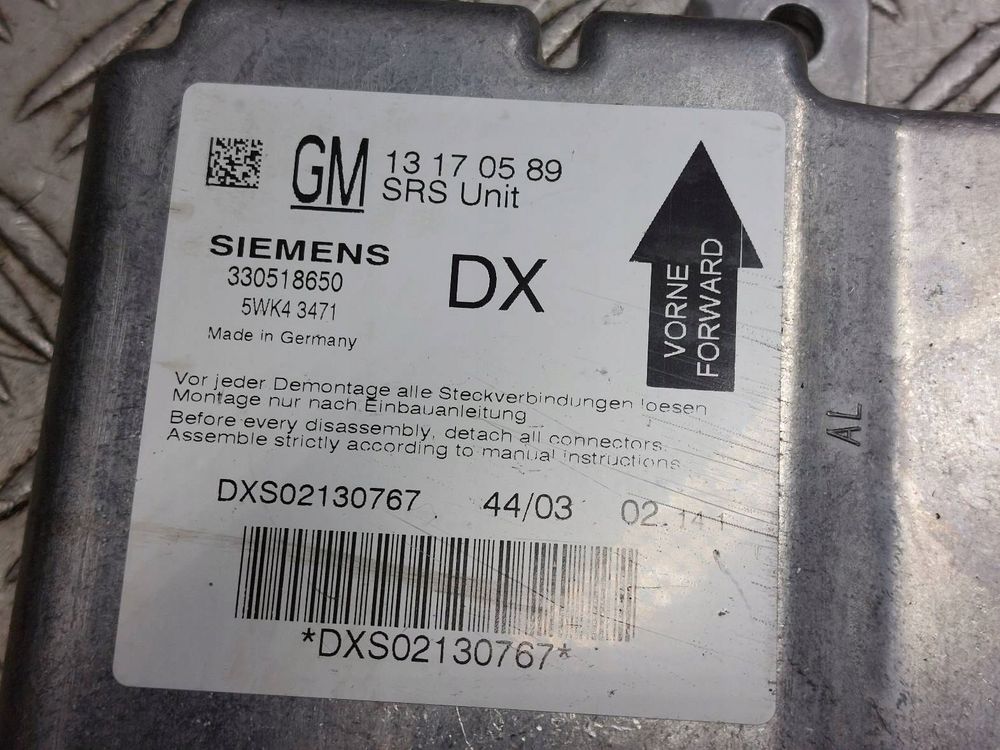 GM 13 17 05 89
SRS Unit
SIEMENS
330518650
5WK4 3471
Made in Germany
DX
VORNE
FORWARD
Vor jeder Demontage alle Steckverbindungen loesen
Montage nur nach Einbauanleitung
Before every disassembly, detach all connectors.
Assemble strictly according to manual instructions
DXS02130767 44/03 02
*DXS02130767*
AL